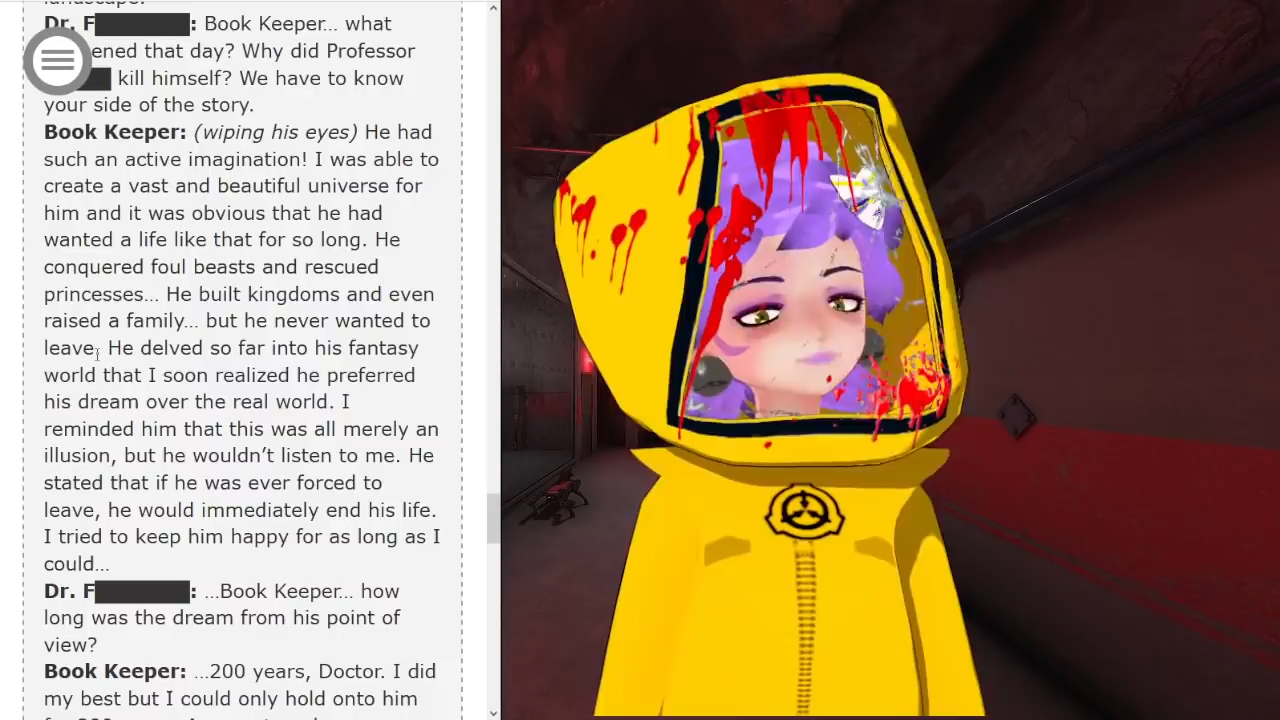 Dr. F : Book Keeper… what
ened that day? Why did Professor
kill himself? We have to know
your side of the story.
Book Keeper: (wiping his eyes) He had
such an active imagination! I was able to
create a vast and beautiful universe for
him and it was obvious that he had
wanted a life like that for so long. He
conquered foul beasts and rescued
princesses… He built kingdoms and even
raised a family… but he never wanted to
leave. He delved so far into his fantasy
world that I soon realized he preferred
his dream over the real world. I
reminded him that this was all merely an
illusion, but he wouldn’t listen to me. He
stated that if he was ever forced to
leave, he would immediately end his life.
I tried to keep him happy for as long as I
could…
Dr. F : …Book Keeper… how
long was the dream from his point of
view?
Book Keeper: …200 years, Doctor. I did
my best but I could only hold on to him